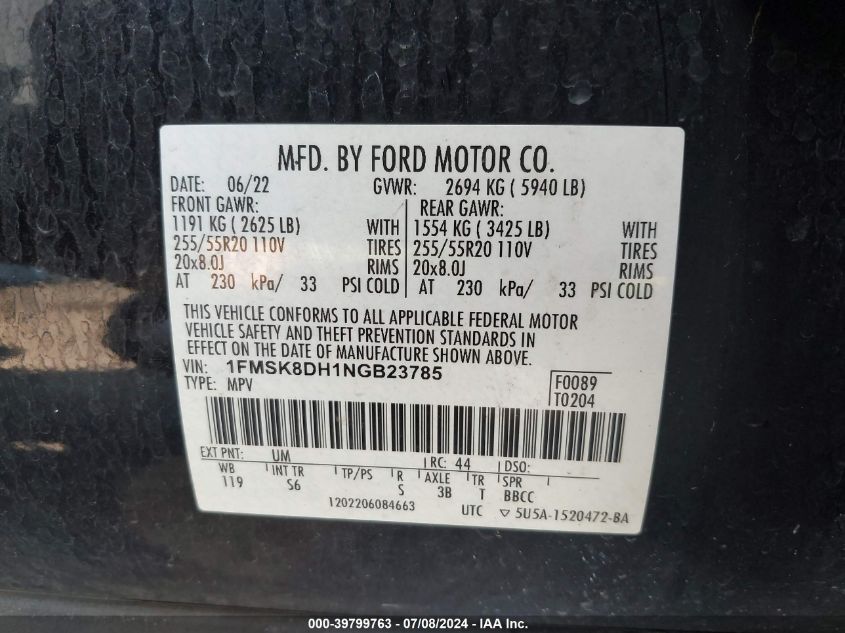 MFD. BY FORD MOTOR CO.
DATE: 06/22 GVWR: 2694 KG ( 5940 LB)
FRONT GAWR: REAR GAWR:
1191 KG ( 2625 LB) WITH 1554 KG ( 3425 LB) WITH
255/55R20 110V TIRES 255/55R20 110V TIRES
20x8.0J RIMS 20x8.0J RIMS
AT 230 kPa/ 33 PSI COLD AT 230 kPa/ 33 PSI COLD
THIS VEHICLE CONFORMS TO ALL APPLICABLE FEDERAL MOTOR
VEHICLE SAFETY AND THEFT PREVENTION STANDARDS IN
EFFECT ON THE DATE OF MANUFACTURE SHOWN ABOVE.
VIN: 1FMSK8DH1NGB23785 F0089
TYPE: MPV T0204
EXT PNT: UM RC: 44 DSO:
WB INT TR TP/PS R AXLE TR SPR
119 S6 S 3B T BBCC
1202206084663 UTC ▽ 5U5A-1520472-BA
000-39799763 / 07/08/2024 - Copyright IAA, Inc.